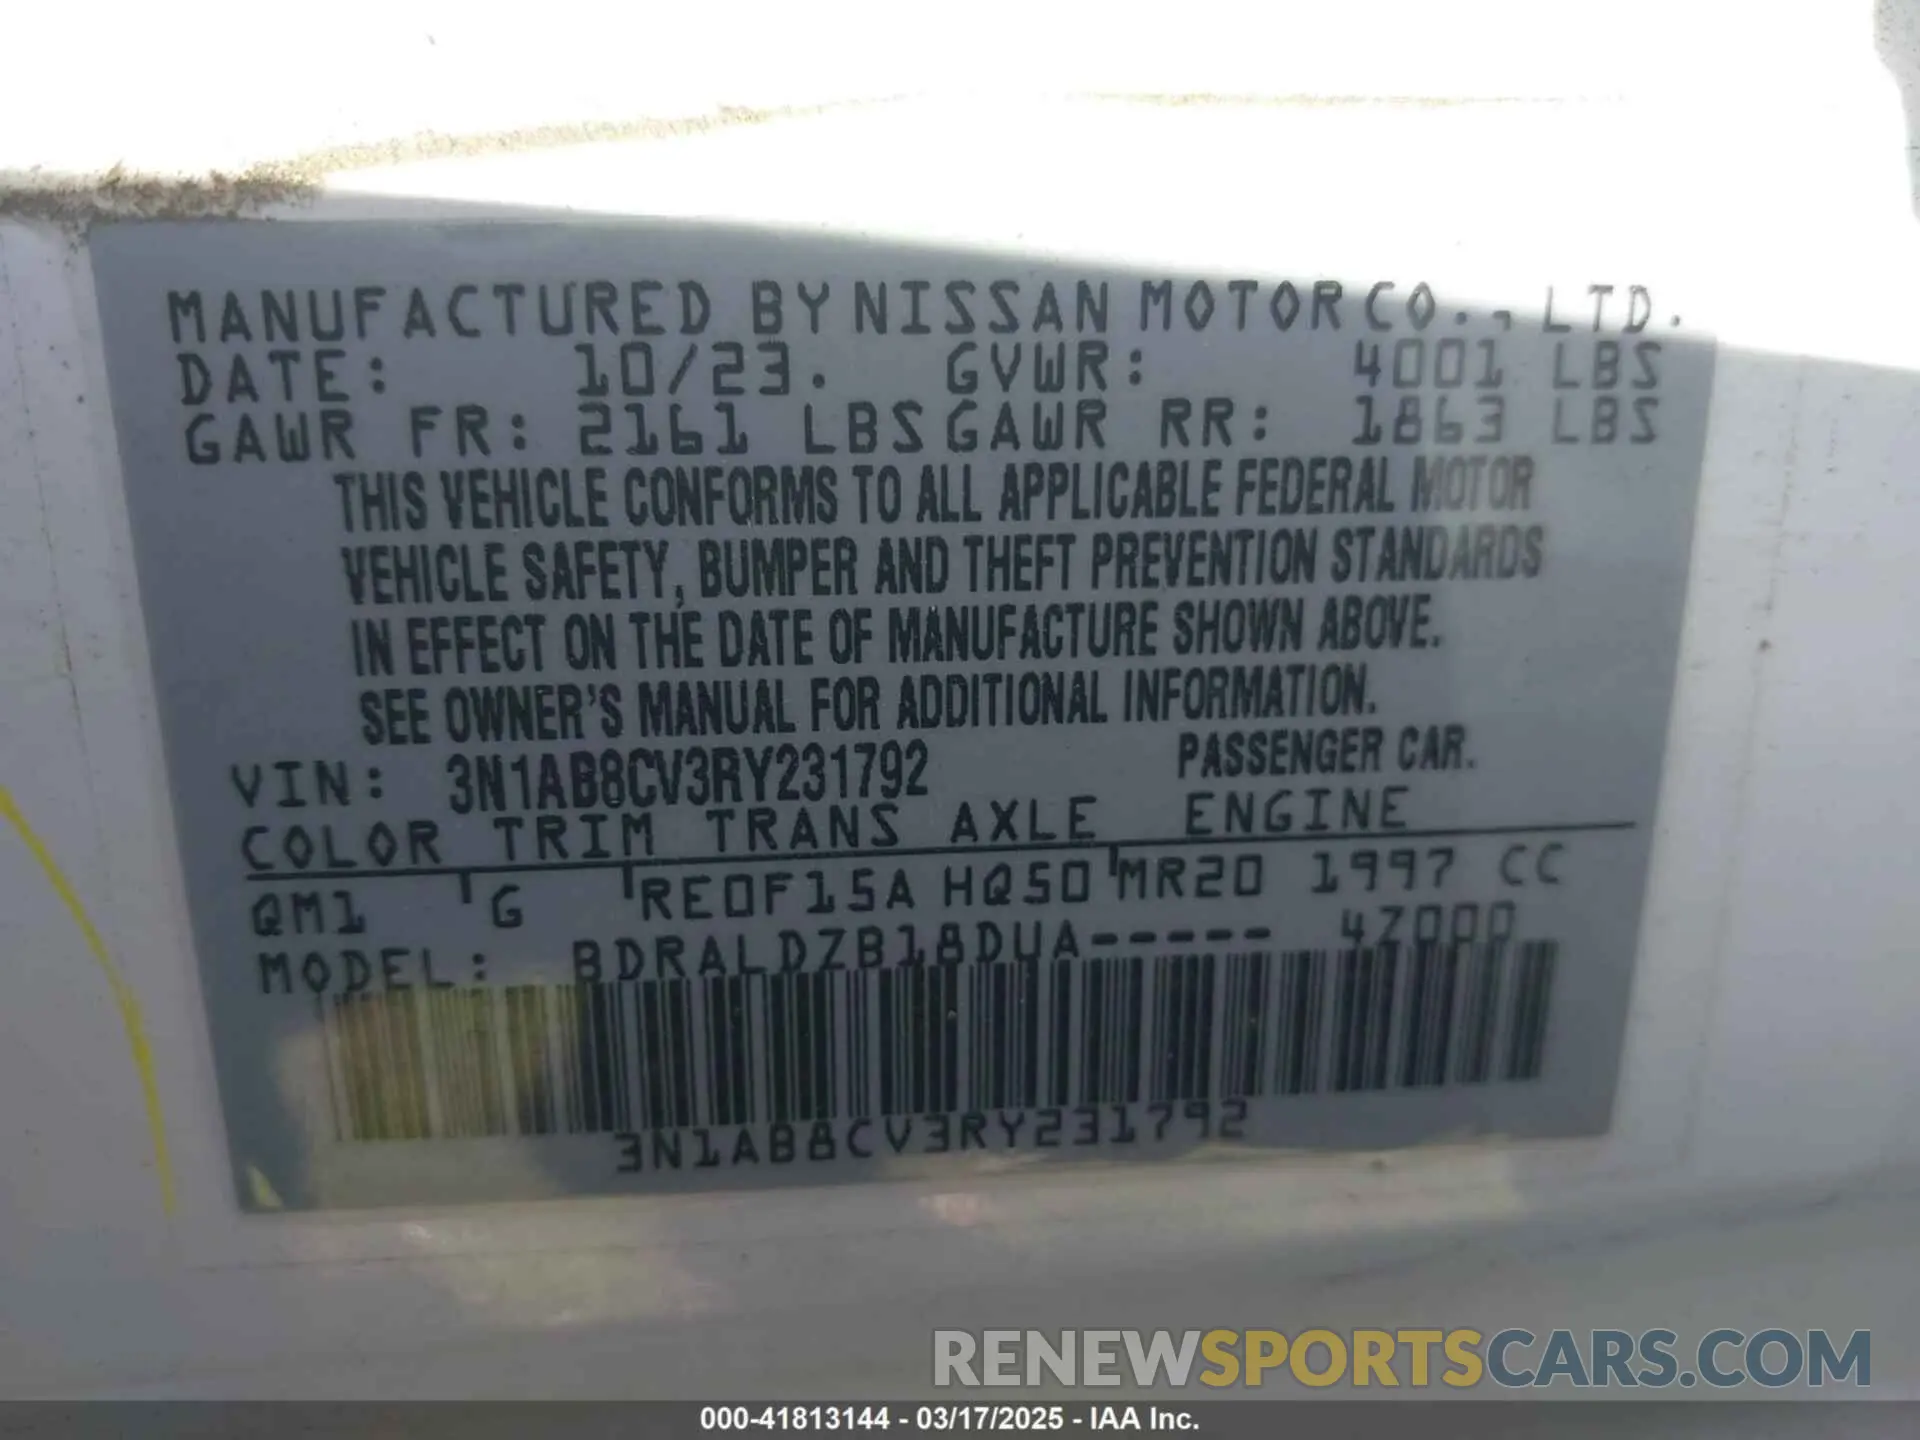 MANUFACTURED BY NISSAN MOTOR CO., LTD.
DATE: 10/23. GVWR: 4001 LBS
GAWR FR: 2161 LBS GAWR RR: 1863 LBS
THIS VEHICLE CONFORMS TO ALL APPLICABLE FEDERAL MOTOR
VEHICLE SAFETY, BUMPER AND THEFT PREVENTION STANDARDS
IN EFFECT ON THE DATE OF MANUFACTURE SHOWN ABOVE.
SEE OWNER'S MANUAL FOR ADDITIONAL INFORMATION.
VIN: 3N1AB8CV3RY231792 PASSENGER CAR.
COLOR TRIM TRANS AXLE ENGINE
QM1 G RE0F15A HQ50 MR20 1997 CC
MODEL: BDRALDZB18DUA----- 4Z000
3N1AB8CV3RY231792
RENEWSPORTSCARS.COM
000-41813144 - 03/17/2025 - IAA Inc.